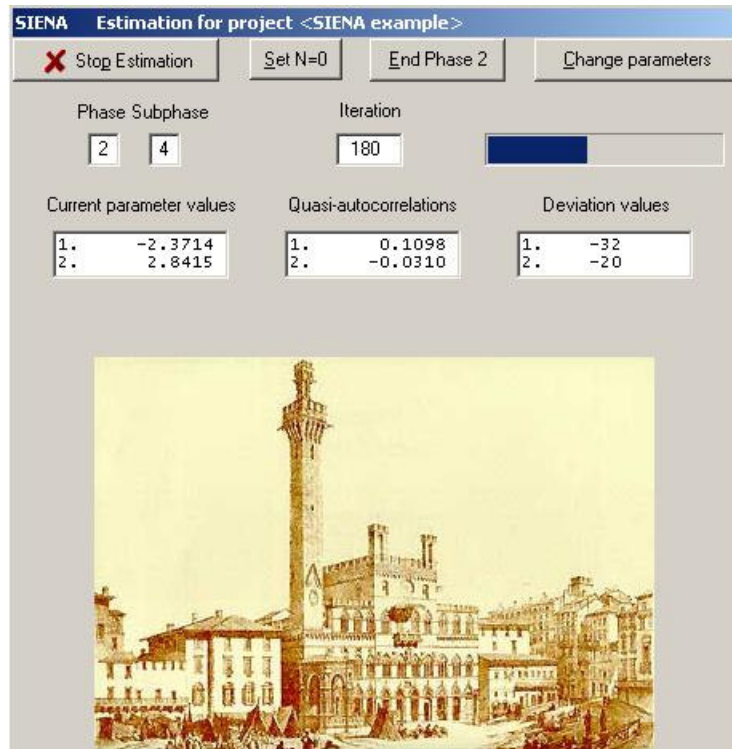 SIENA Estimation for project <SIENA example>
Stop Estimation Set N=0 End Phase 2 Change parameters
Phase Subphase Iteration
2 4 180
Current parameter values Quasi-autocorrelations Deviation values
1. -2.3714 1. 0.1098 1. -32
2. 2.8415 2. -0.0310 2. -20